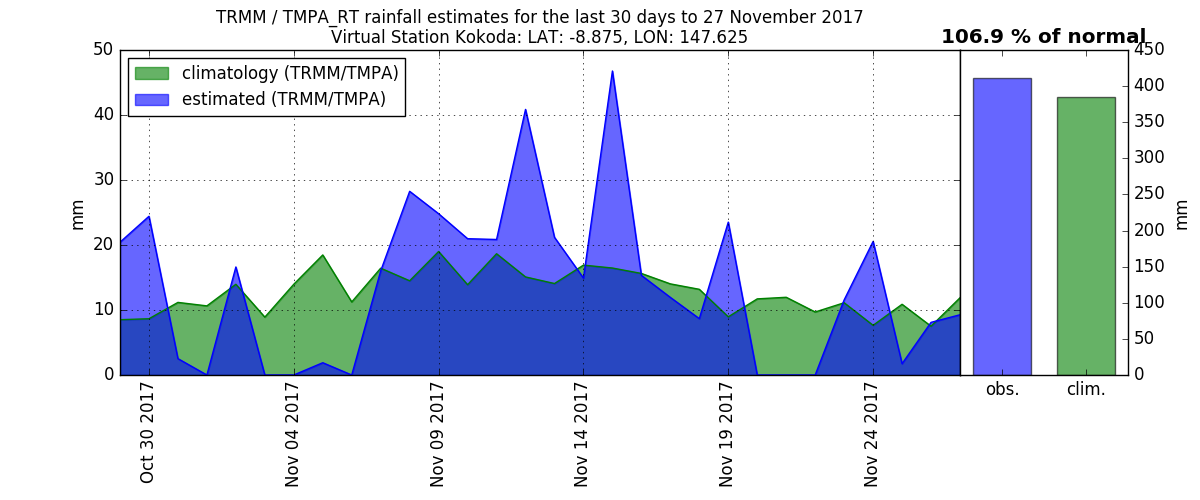 TRMM / TMPA_RT rainfall estimates for the last 30 days to 27 November 2017
Virtual Station Kokoda: LAT: -8.875, LON: 147.625
106.9 % of normal
climatology (TRMM/TMPA)
estimated (TRMM/TMPA)
50
40
30
20
10
0
mm
450
400
350
300
250
200
150
100
50
0
mm
Oct 30 2017
Nov 04 2017
Nov 09 2017
Nov 14 2017
Nov 19 2017
Nov 24 2017
obs.
clim.